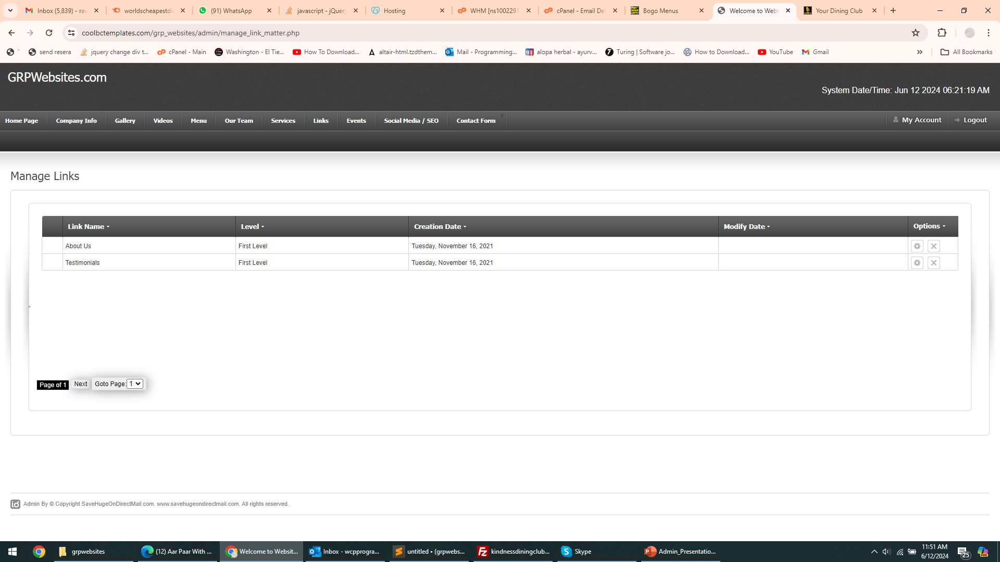 Inbox (5,839) - rav
worldscheapestdi
(91) WhatsApp
javascript - jQuery
Hosting
WHM [ns1002291
cPanel - Email Del
Bogo Menus
Welcome to Webs
Your Dining Club
coolbctemplates.com/grp_websites/admin/manage_link_matter.php
send resera
jquery change div t...
cPanel - Main
Washington - El Tie...
How To Download...
altair-html.tzdthem...
Mail - Programming...
alopa herbal - ayurv...
Turing | Software jo...
How to Download...
YouTube
Gmail
All Bookmarks
GRPWebsites.com
System Date/Time: Jun 12 2024 06:21:19 AM
Home Page
Company Info
Gallery
Videos
Menu
Our Team
Services
Links
Events
Social Media / SEO
Contact Form
s
My Account
Logout
Manage Links
Link Name
Level
Creation Date
Modify Date
Options
About Us
First Level
Tuesday, November 16, 2021
Testimonials
First Level
Tuesday, November 16, 2021
Page of 1
Next
Goto Page:
1
Admin By © Copyright SaveHugeOnDirectMail.com. www.savehugeondirectmail.com. All rights reserved.
grpwebsites
(12) Aar Paar With ...
Welcome to Websit...
Inbox - wcpprogra...
untitled • (grpwebs...
kindnessdiningclub...
Skype
Admin_Presentatio...
11:51 AM
6/12/2024
25